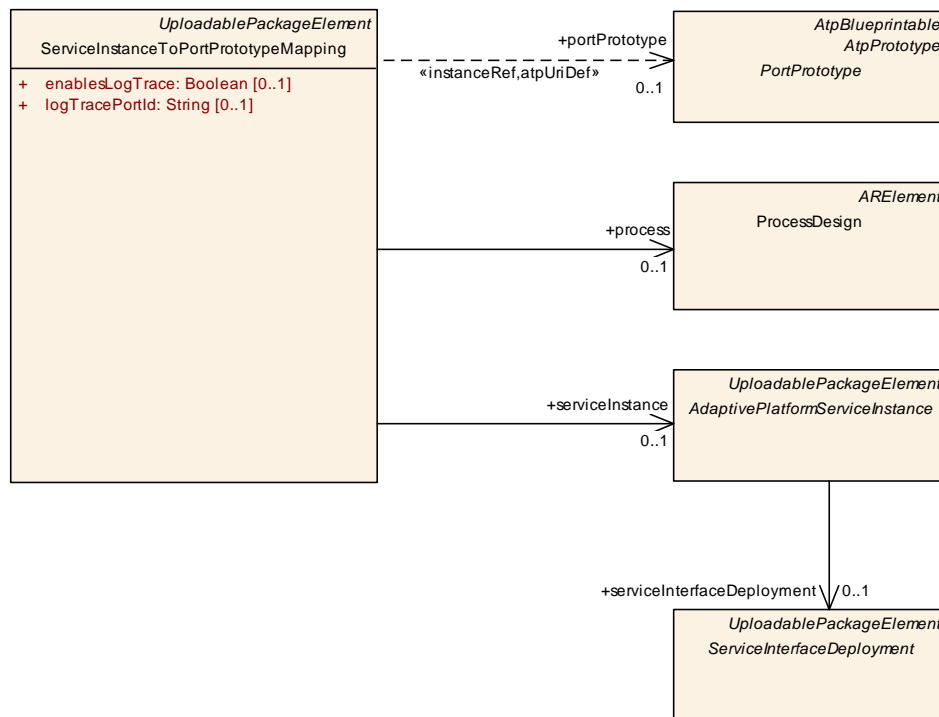 UploadablePackageElement
ServiceInstanceToPortPrototypeMapping
+ enablesLogTrace: Boolean [0..1]
+ logTracePortId: String [0..1]
+portPrototype
«instanceRef,atpUriDef»
0..1
AtpBlueprintable
AtpPrototype
PortPrototype
+process
0..1
ARElement
ProcessDesign
+serviceInstance
0..1
UploadablePackageElement
AdaptivePlatformServiceInstance
+serviceInterfaceDeployment
0..1
UploadablePackageElement
ServiceInterfaceDeployment